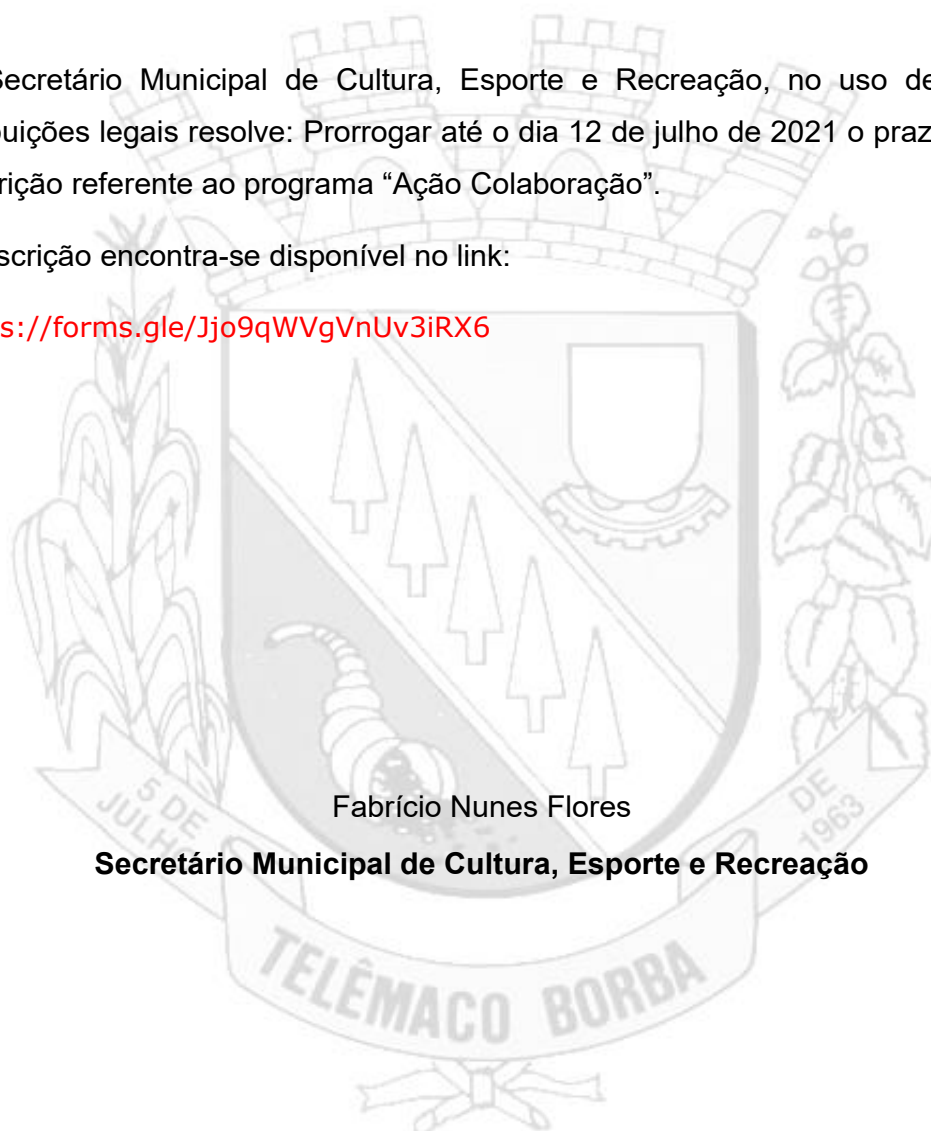 Secretário Municipal de Cultura, Esporte e Recreação, no uso de
buições legais resolve: Prorrogar até o dia 12 de julho de 2021 o praz
rição referente ao programa “Ação Colaboração”.
scrição encontra-se disponível no link:
s://forms.gle/Jjo9qWVgVnUv3iRX6
Fabrício Nunes Flores
Secretário Municipal de Cultura, Esporte e Recreação
5 DE JULHO
DE 1963
TELÊMACO BORBA